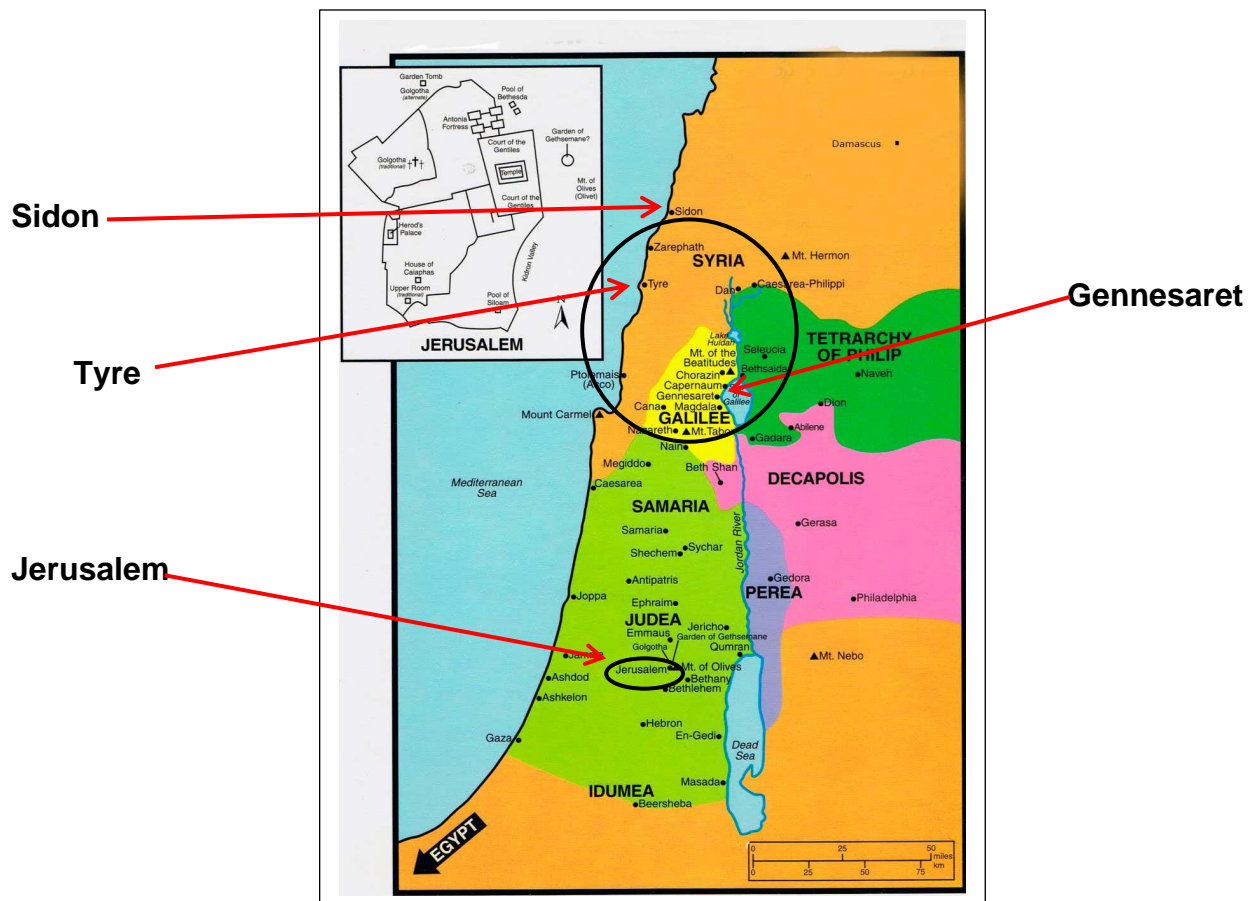 Sidon
Tyre
Jerusalem
Gennesaret
Garden Tomb
Golgotha
(alternate)
Pool of
Bethesda
Antonia
Fortress
Garden of
Gethsemane?
Court of the
Gentiles
Golgotha
(traditional)
Temple
Mt. of
Olives
(Olivet)
Court of the
Gentiles
Herod's
Palace
Kidron Valley
House of
Caiaphas
Upper Room
(traditional)
Pool of
Siloam
N
JERUSALEM
Damascus
Sidon
Zarephath
SYRIA
Mt. Hermon
Tyre
Dan
Caesarea-Philippi
Lake
Huldah
TETRARCHY
OF PHILIP
Mt. of the
Beatitudes
Seleucia
Ptolemais
(Acco)
Chorazin
Bethsaida
Naveh
Capernaum
Gennesaret
of
Galilee
Cana
Magdala
Dion
Mount Carmel
GALILEE
Abilene
Nazareth
Mt. Tabor
Gadara
Nain
Megiddo
Beth Shan
DECAPOLIS
Mediterranean
Sea
Caesarea
SAMARIA
Samaria
Gerasa
Sychar
Shechem
Jordan River
Antipatris
Gedora
PEREA
Joppa
Ephraim
Philadelphia
JUDEA
Jericho
Emmaus
Garden of Gethsemane
Golgotha
Qumran
Mt. Nebo
Jerusalem
Mt. of Olives
Ashdod
Bethany
Bethlehem
Ashkelon
Hebron
Gaza
En-Gedi
Dead
Sea
Masada
IDUMEA
Beersheba
EGYPT
0 25 50
miles
km
0 25 50 75